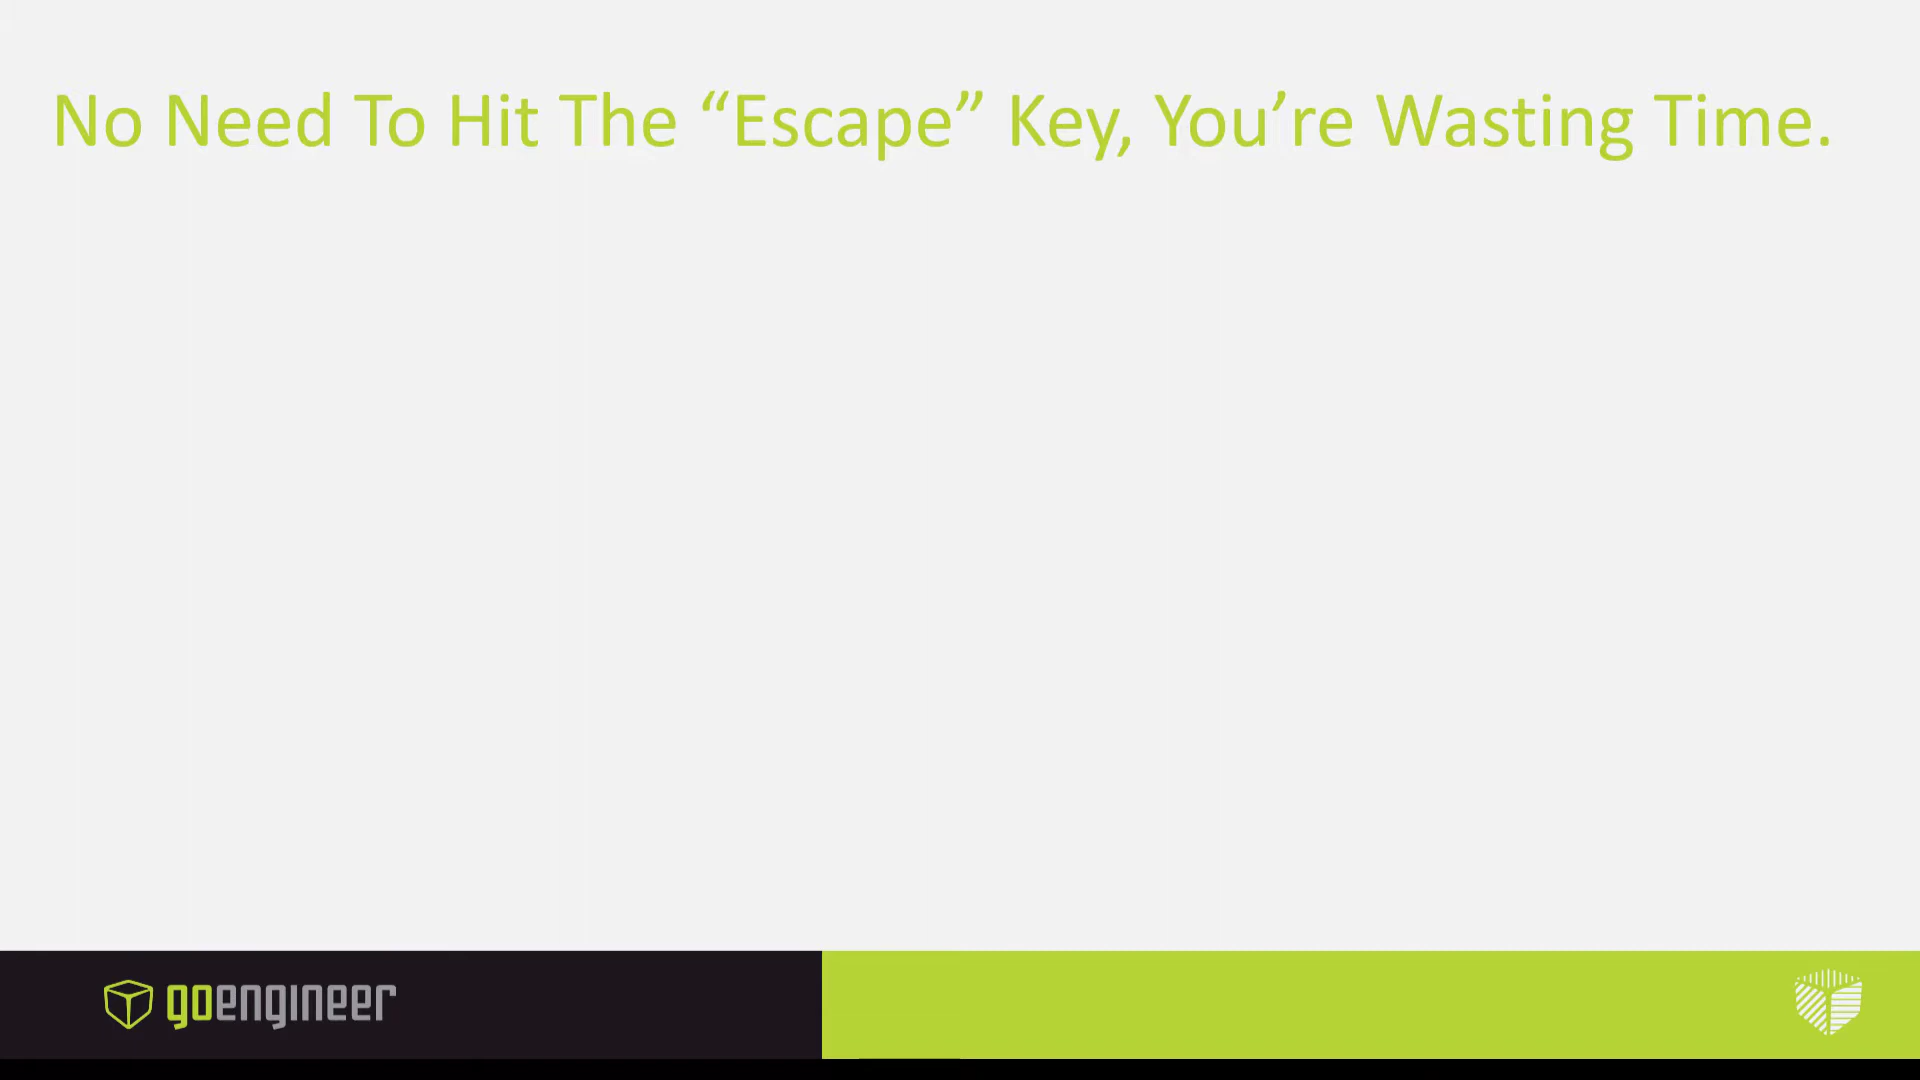 No Need To Hit The “Escape” Key, You’re Wasting Time.
goengineer